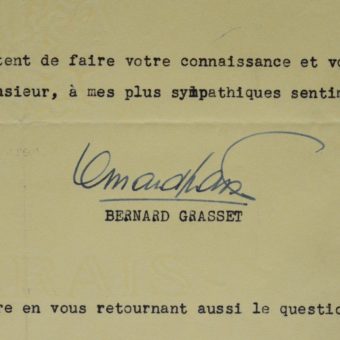 tent de faire votre connaissance et vo
nsieur, à mes plus sympathiques senti
BERNARD GRASSET
re en vous retournant aussi le questio